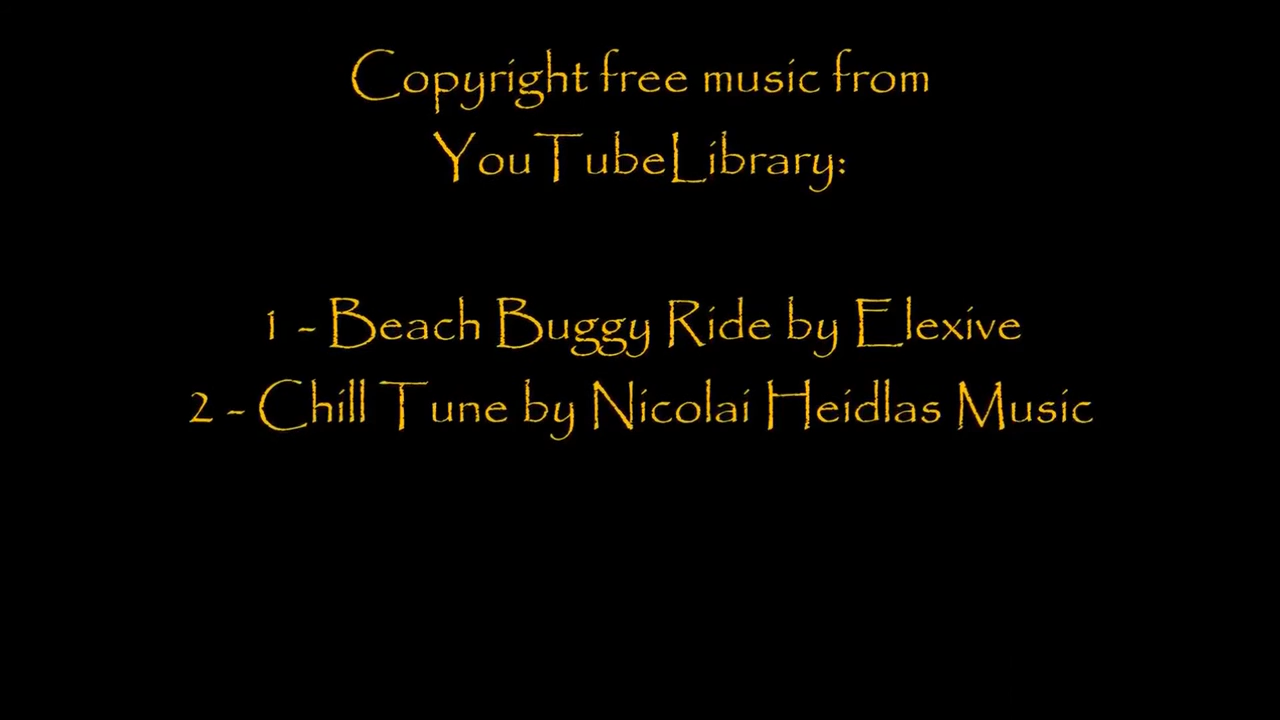 Copyright free music from
YouTubeLibrary:
1 - Beach Buggy Ride by Elexive
2 - Chill Tune by Nicolai Heidlas Music